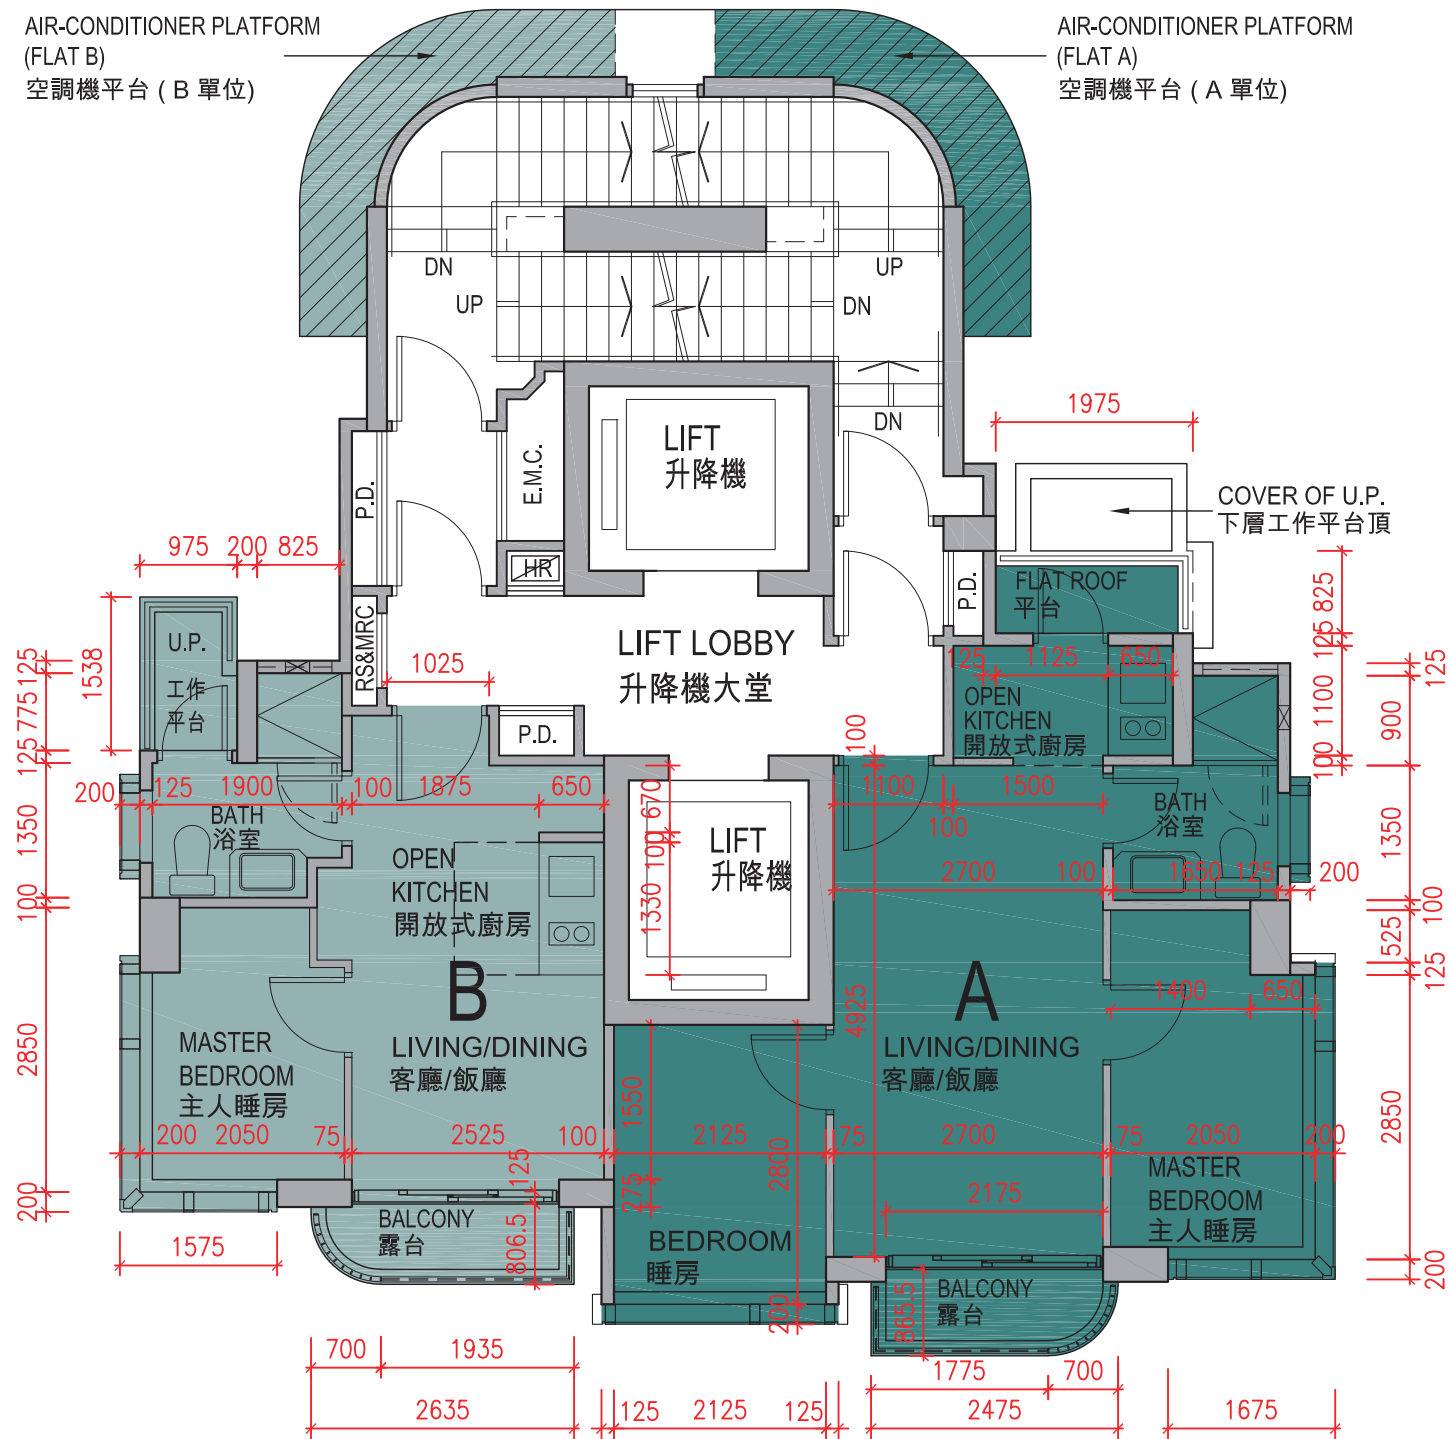 AIR-CONDITIONER PLATFORM
(FLAT B)
空調機平台 ( B 單位)
AIR-CONDITIONER PLATFORM
(FLAT A)
空調機平台 ( A 單位)
DN
UP
UP
DN
DN
LIFT
升降機
E.M.C.
P.D.
HR
1975
COVER OF U.P.
下層工作平台頂
975
200
825
P.D.
FLAT ROOF
平台
825
125
U.P.
工作
平台
1538
RS&MRC
1025
LIFT LOBBY
升降機大堂
P.D.
125
1125
650
OPEN
KITCHEN
開放式廚房
1100
100
125
900
125
775
125
100
200
125
1900
100
1875
650
670
100
1330
1100
100
1500
BATH
浴室
BATH
浴室
1350
1350
OPEN
KITCHEN
開放式廚房
LIFT
升降機
2700
100
1650
125
200
100
100
525
125
B
A
4925
1400
650
MASTER
BEDROOM
主人睡房
LIVING/DINING
客廳/飯廳
LIVING/DINING
客廳/飯廳
2850
2850
1550
200
2050
75
2525
100
2125
2800
75
2700
75
2050
200
MASTER
BEDROOM
主人睡房
125
275
2175
200
200
BALCONY
露台
806.5
BEDROOM
睡房
1575
BALCONY
露台
865.5
200
700
1935
1775
700
2635
125
2125
125
2475
1675